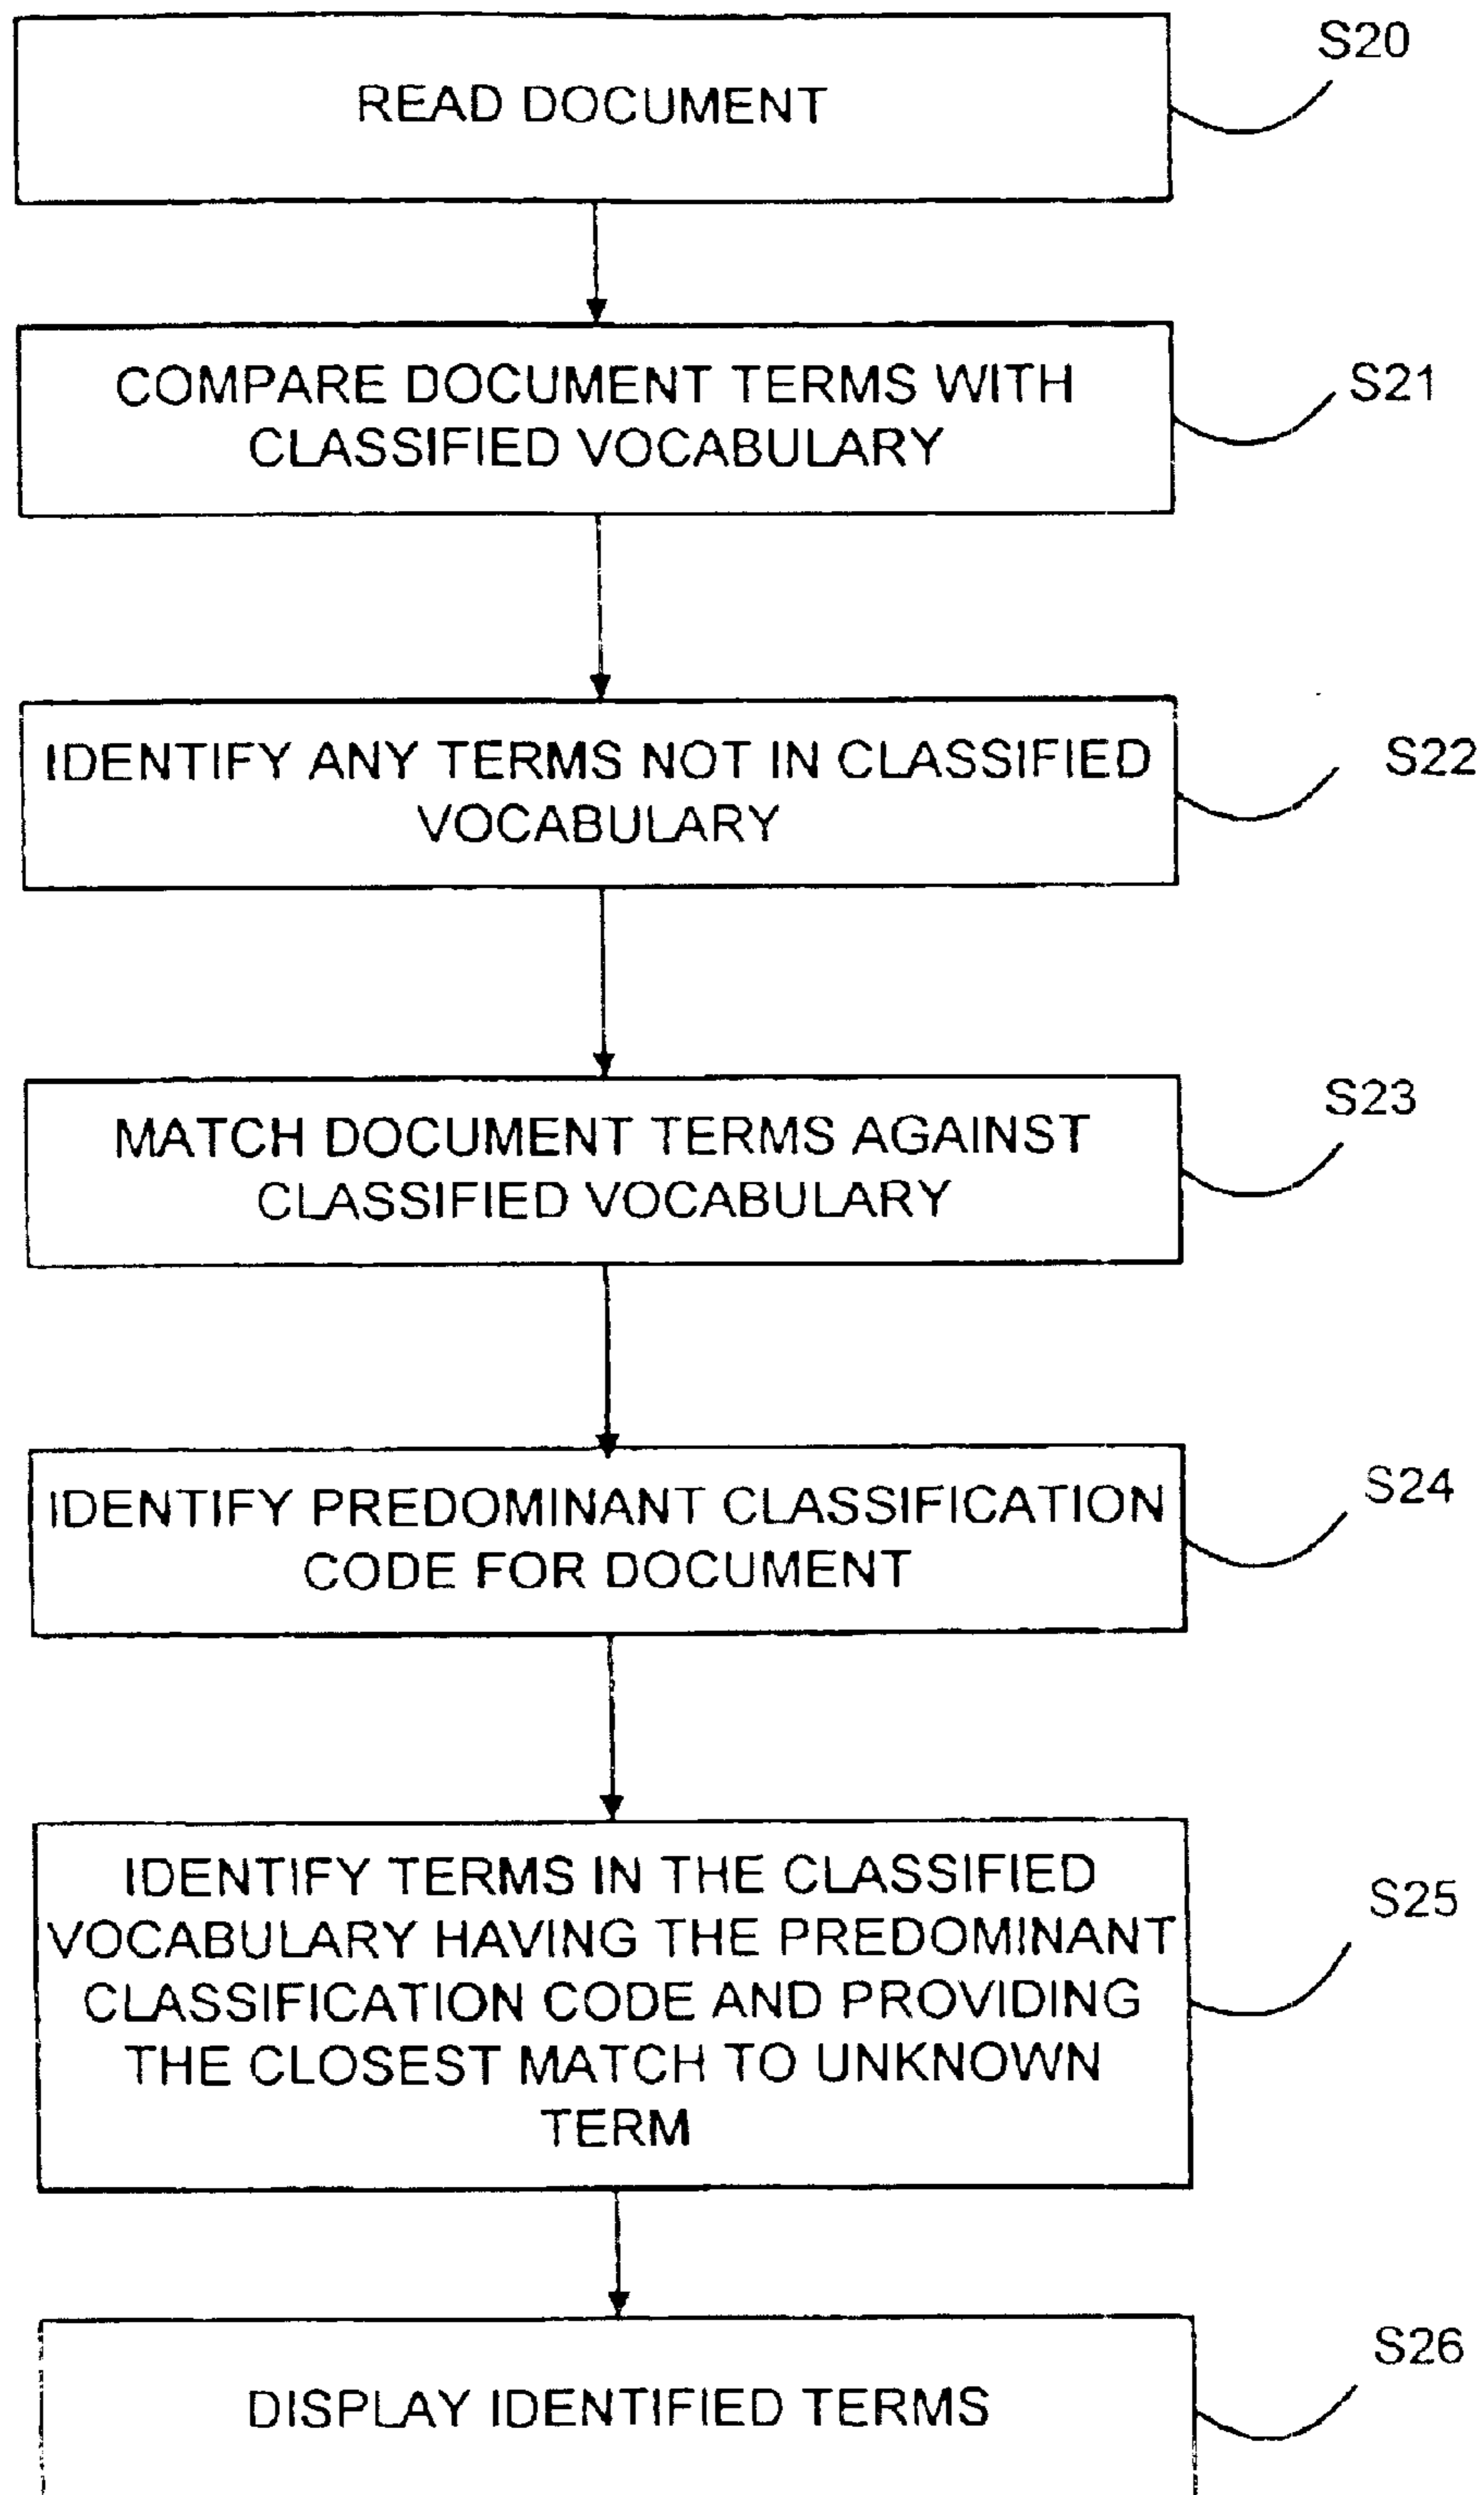 S20
READ DOCUMENT
COMPARE DOCUMENT TERMS WITH
CLASSIFIED VOCABULARY
S21
IDENTIFY ANY TERMS NOT IN CLASSIFIED
VOCABULARY
S22
MATCH DOCUMENT TERMS AGAINST
CLASSIFIED VOCABULARY
S23
IDENTIFY PREDOMINANT CLASSIFICATION
CODE FOR DOCUMENT
S24
IDENTIFY TERMS IN THE CLASSIFIED
VOCABULARY HAVING THE PREDOMINANT
CLASSIFICATION CODE AND PROVIDING
THE CLOSEST MATCH TO UNKNOWN
TERM
S25
DISPLAY IDENTIFIED TERMS
S26